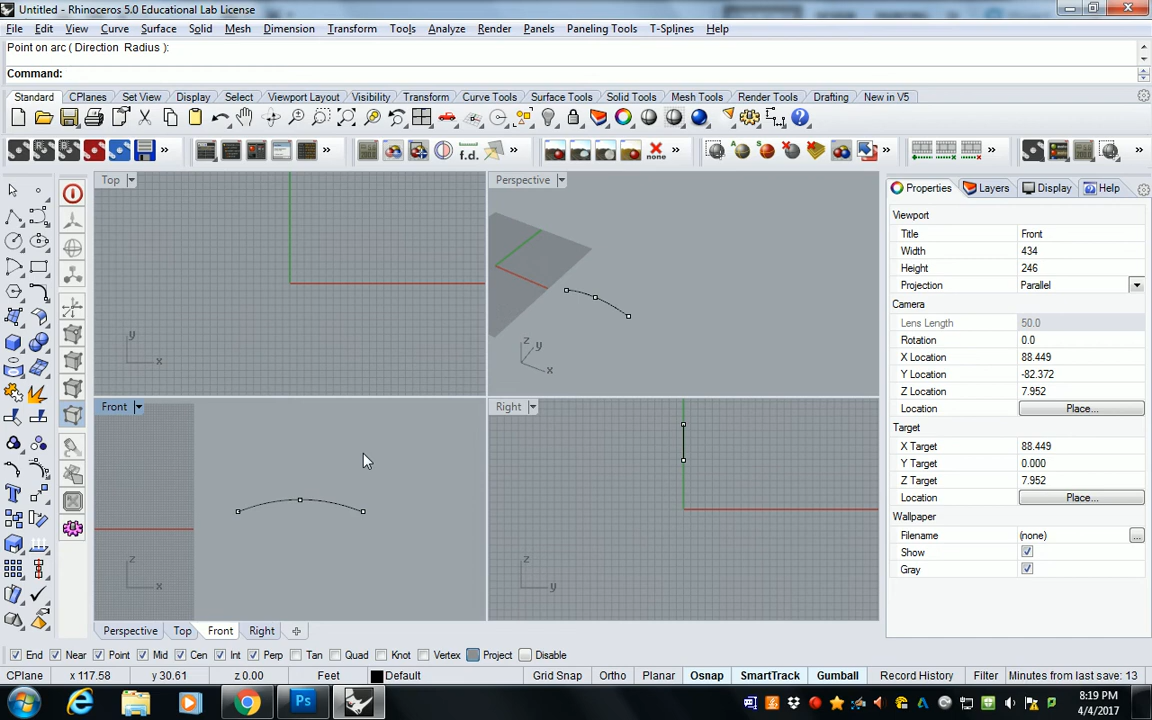 Untitled - Rhinoceros 5.0 Educational Lab License
File Edit View Curve Surface Solid Mesh Dimension Transform Tools Analyze Render Panels Paneling Tools T-Splines Help
Point on arc ( Direction Radius ):
Command:
Standard CPlanes Set View Display Select Viewport Layout Visibility Transform Curve Tools Surface Tools Solid Tools Mesh Tools Render Tools Drafting New in V5
f.d. none
Top Perspective
Properties Layers Display Help
Viewport
Title Front
Width 434
Height 246
Projection Parallel
Camera
Lens Length 50.0
Rotation 0.0
X Location 88.449
Y Location -82.372
Z Location 7.952
Location Place...
Target
X Target 88.449
Y Target 0.000
Z Target 7.952
Location Place...
Wallpaper
Filename (none) ...
Show
Gray
y x
z y x
Front Right
z x
z y
Perspective Top Front Right
End Near Point Mid Cen Int Perp Tan Quad Knot Vertex Project Disable
CPlane x 117.58 y 30.61 z 0.00 Feet Default Grid Snap Ortho Planar Osnap SmartTrack Gumball Record History Filter Minutes from last save: 13
Ps
8:19 PM
4/4/2017